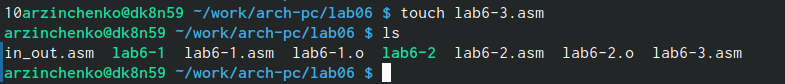 10arzinchenko@dk8n59 ~/work/arch-pc/lab06 $ touch lab6-3.asm
arzinchenko@dk8n59 ~/work/arch-pc/lab06 $ ls
in_out.asm lab6-1 lab6-1.asm lab6-1.o lab6-2 lab6-2.asm lab6-2.o lab6-3.asm
arzinchenko@dk8n59 ~/work/arch-pc/lab06 $